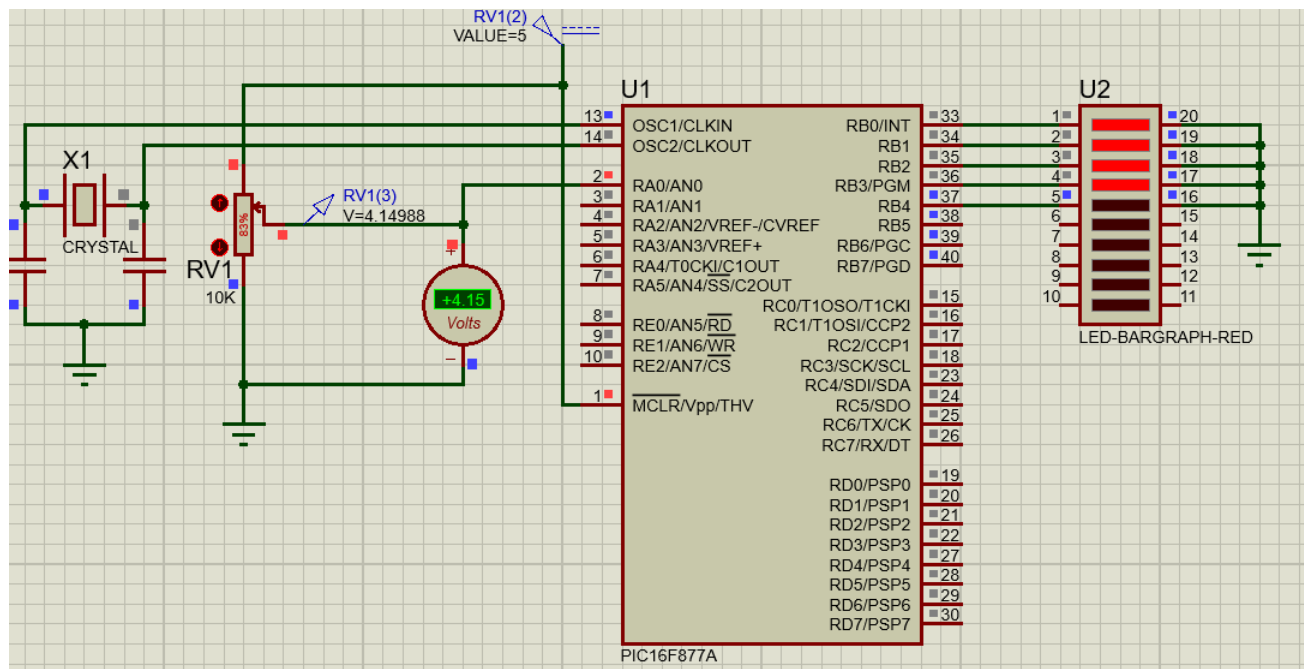 RV1(2)
VALUE=5
X1
CRYSTAL
RV1
10K
83%
RV1(3)
V=4.14988
+4.15
Volts
+
−
U1
13 OSC1/CLKIN
14 OSC2/CLKOUT
2 RA0/AN0
3 RA1/AN1
4 RA2/AN2/VREF-/CVREF
5 RA3/AN3/VREF+
6 RA4/T0CKI/C1OUT
7 RA5/AN4/SS/C2OUT
8 RE0/AN5/RD
9 RE1/AN6/WR
10 RE2/AN7/CS
1 MCLR/Vpp/THV
RB0/INT 33
RB1 34
RB2 35
RB3/PGM 36
RB4 37
RB5 38
RB6/PGC 39
RB7/PGD 40
RC0/T1OSO/T1CKI 15
RC1/T1OSI/CCP2 16
RC2/CCP1 17
RC3/SCK/SCL 18
RC4/SDI/SDA 23
RC5/SDO 24
RC6/TX/CK 25
RC7/RX/DT 26
RD0/PSP0 19
RD1/PSP1 20
RD2/PSP2 21
RD3/PSP3 22
RD4/PSP4 27
RD5/PSP5 28
RD6/PSP6 29
RD7/PSP7 30
PIC16F877A
U2
1 20
2 19
3 18
4 17
5 16
6 15
7 14
8 13
9 12
10 11
LED-BARGRAPH-RED